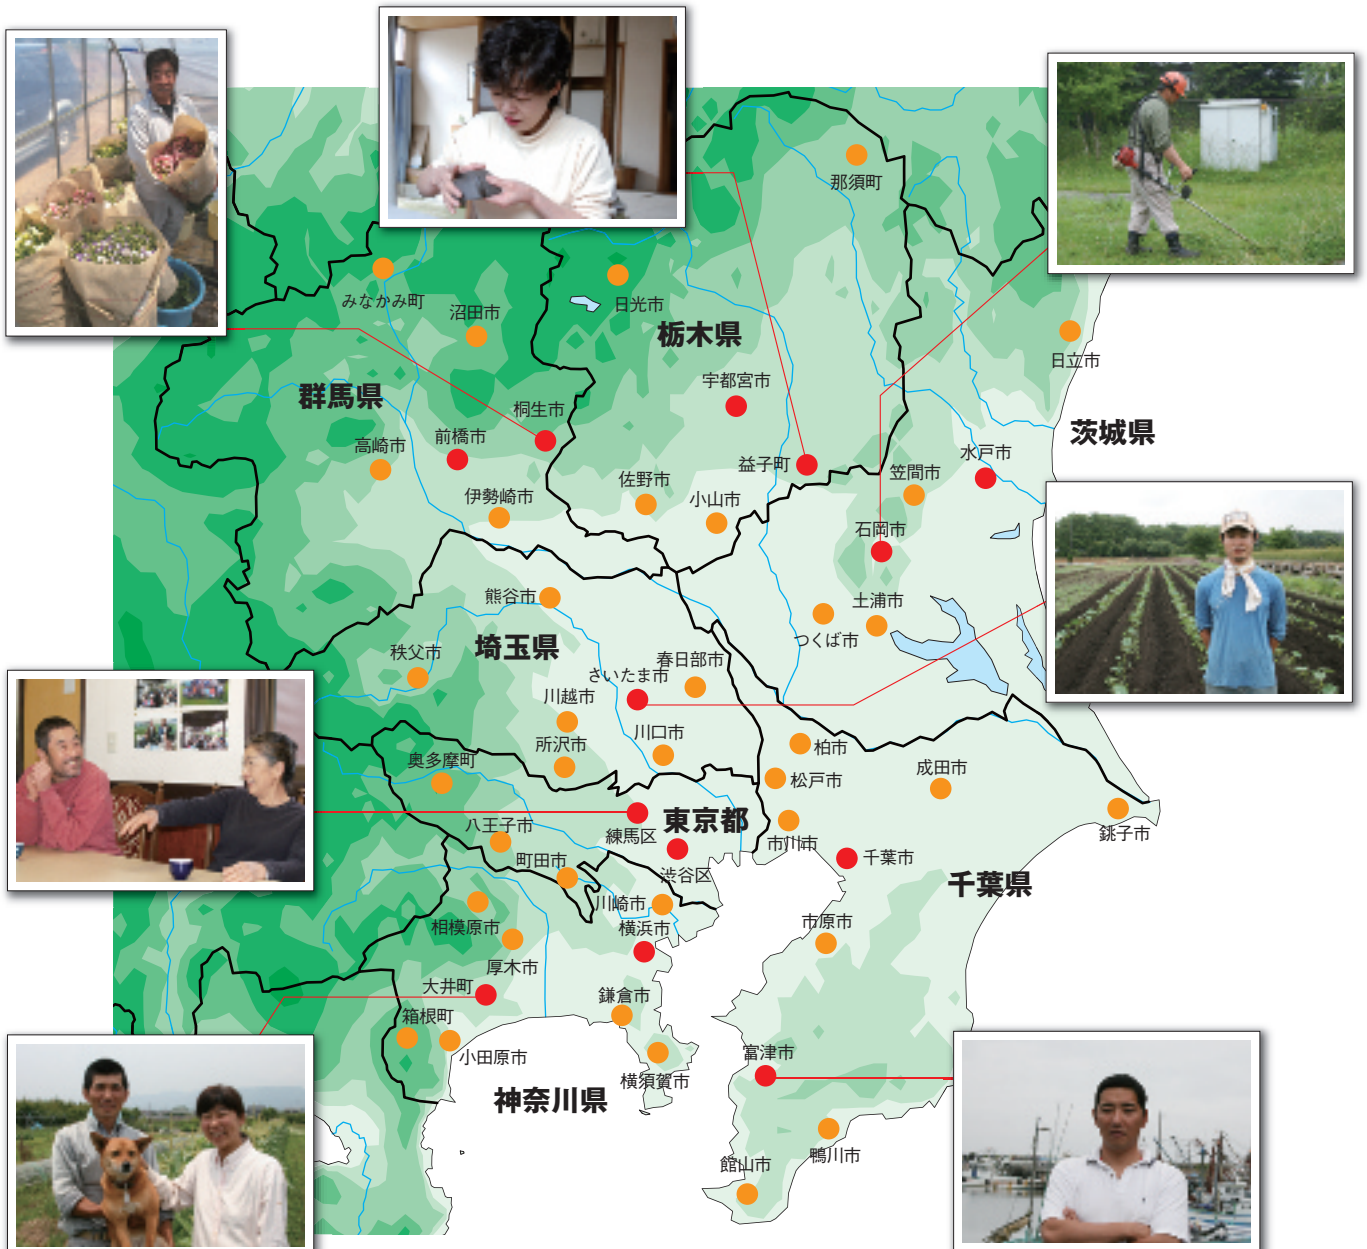 那須町
みなかみ町
沼田市
日光市
栃木県
日立市
宇都宮市
群馬県
桐生市
前橋市
高崎市
茨城県
水戸市
益子町
笠間市
佐野市
小山市
伊勢崎市
石岡市
熊谷市
土浦市
つくば市
埼玉県
秩父市
春日部市
さいたま市
川越市
川口市
所沢市
柏市
奥多摩町
松戸市
成田市
東京都
八王子市
練馬区
市川市
銚子市
千葉市
町田市
渋谷区
千葉県
川崎市
相模原市
横浜市
市原市
厚木市
大井町
鎌倉市
箱根町
小田原市
富津市
横須賀市
神奈川県
鴨川市
館山市